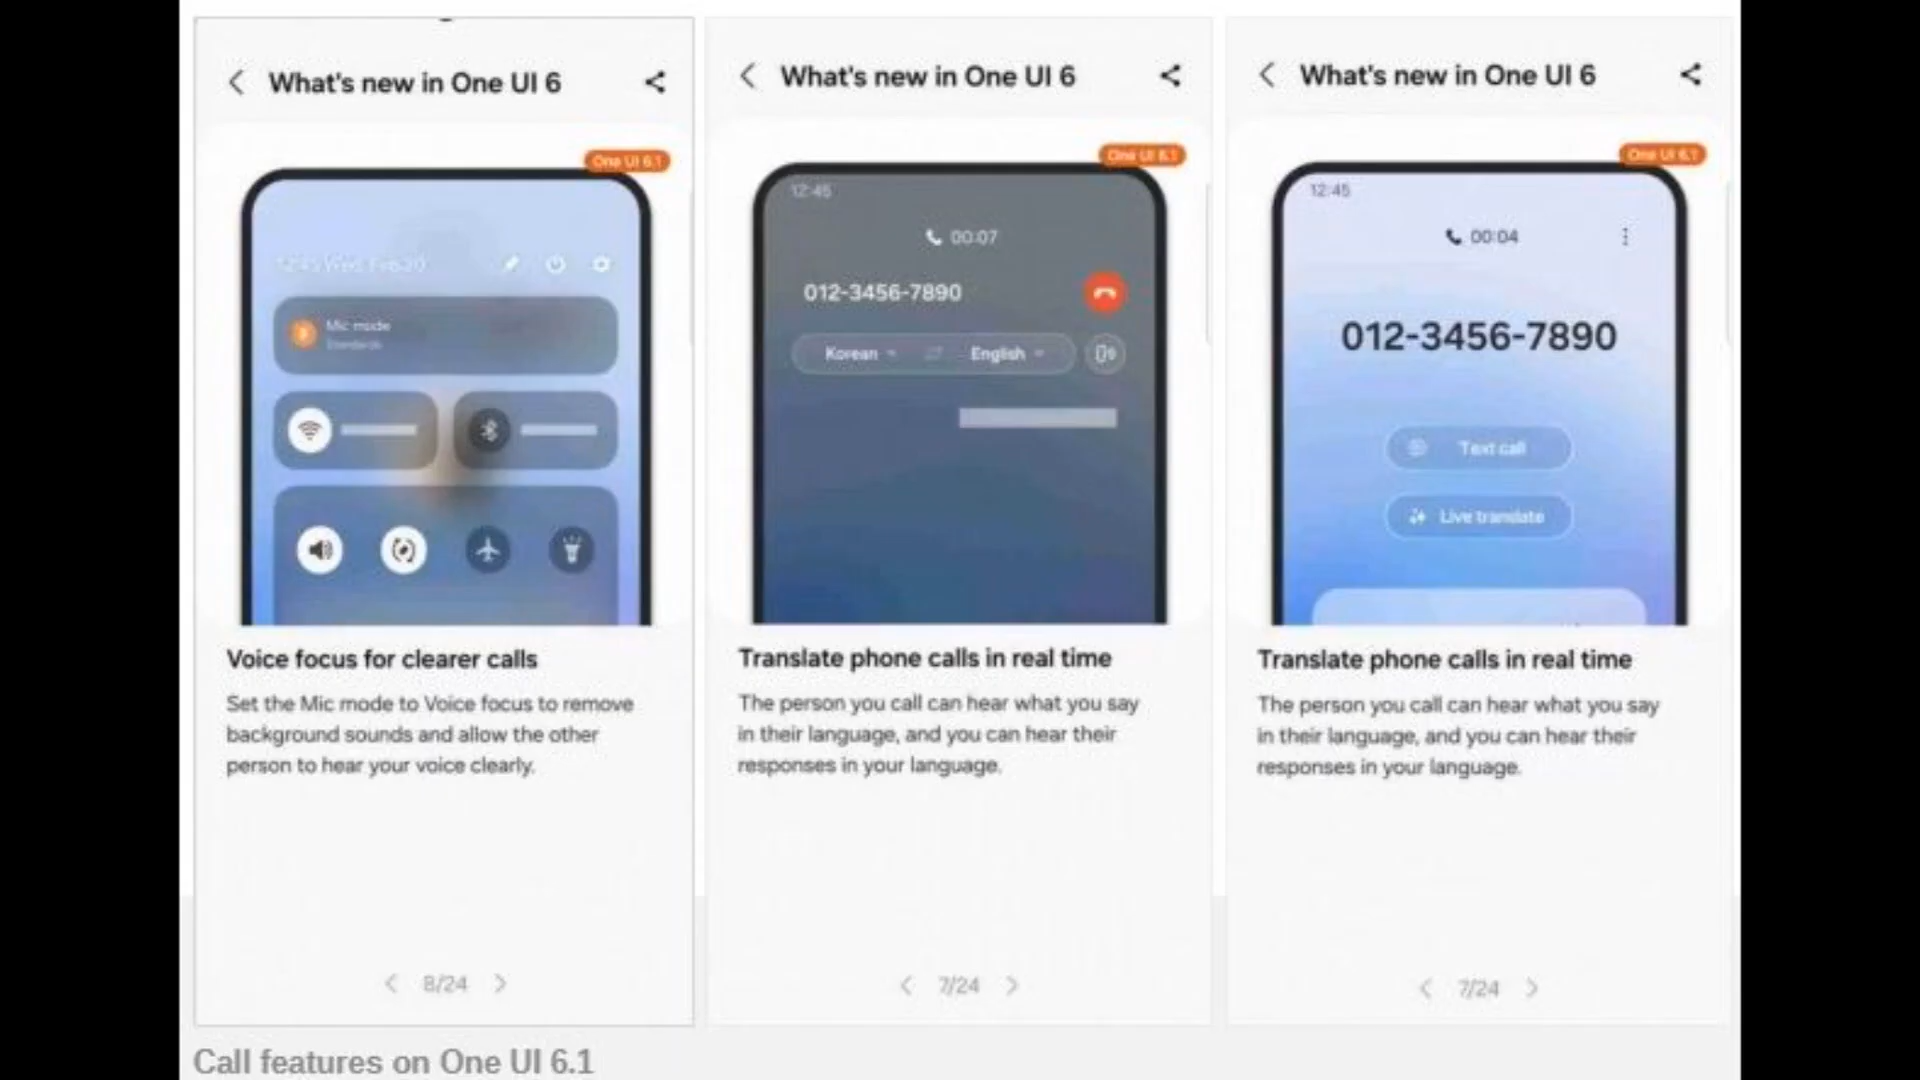 What's new in One UI 6
One UI 6.1
12:45 Wed, Feb 20
Mic mode
Standards
Voice focus for clearer calls
Set the Mic mode to Voice focus to remove
background sounds and allow the other
person to hear your voice clearly.
8/24
What's new in One UI 6
One UI 6.1
12:45
00:07
012-3456-7890
Korean
English
Translate phone calls in real time
The person you call can hear what you say
in their language, and you can hear their
responses in your language.
7/24
What's new in One UI 6
One UI 6.1
12:45
00:04
012-3456-7890
Text call
Live translate
Translate phone calls in real time
The person you call can hear what you say
in their language, and you can hear their
responses in your language.
7/24
Call features on One UI 6.1